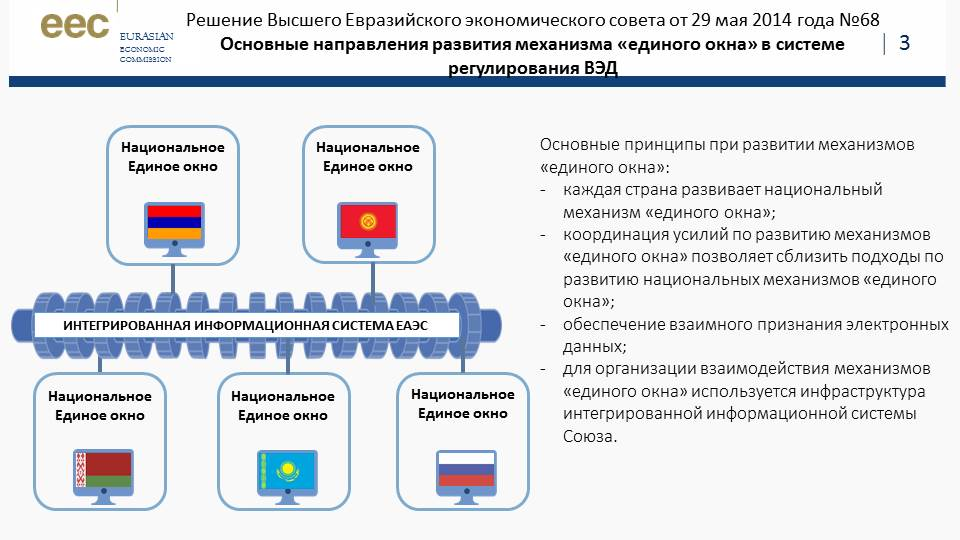 eec
EURASIAN
ECONOMIC
COMMISSION
Решение Высшего Евразийского экономического совета от 29 мая 2014 года №68
Основные направления развития механизма «единого окна» в системе
регулирования ВЭД
3
Национальное
Единое окно
Национальное
Единое окно
ИНТЕГРИРОВАННАЯ ИНФОРМАЦИОННАЯ СИСТЕМА ЕАЭС
Национальное
Единое окно
Национальное
Единое окно
Национальное
Единое окно
Основные принципы при развитии механизмов
«единого окна»:
- каждая страна развивает национальный
механизм «единого окна»;
- координация усилий по развитию механизмов
«единого окна» позволяет сблизить подходы по
развитию национальных механизмов «единого
окна»;
- обеспечение взаимного признания электронных
данных;
- для организации взаимодействия механизмов
«единого окна» используется инфраструктура
интегрированной информационной системы
Союза.